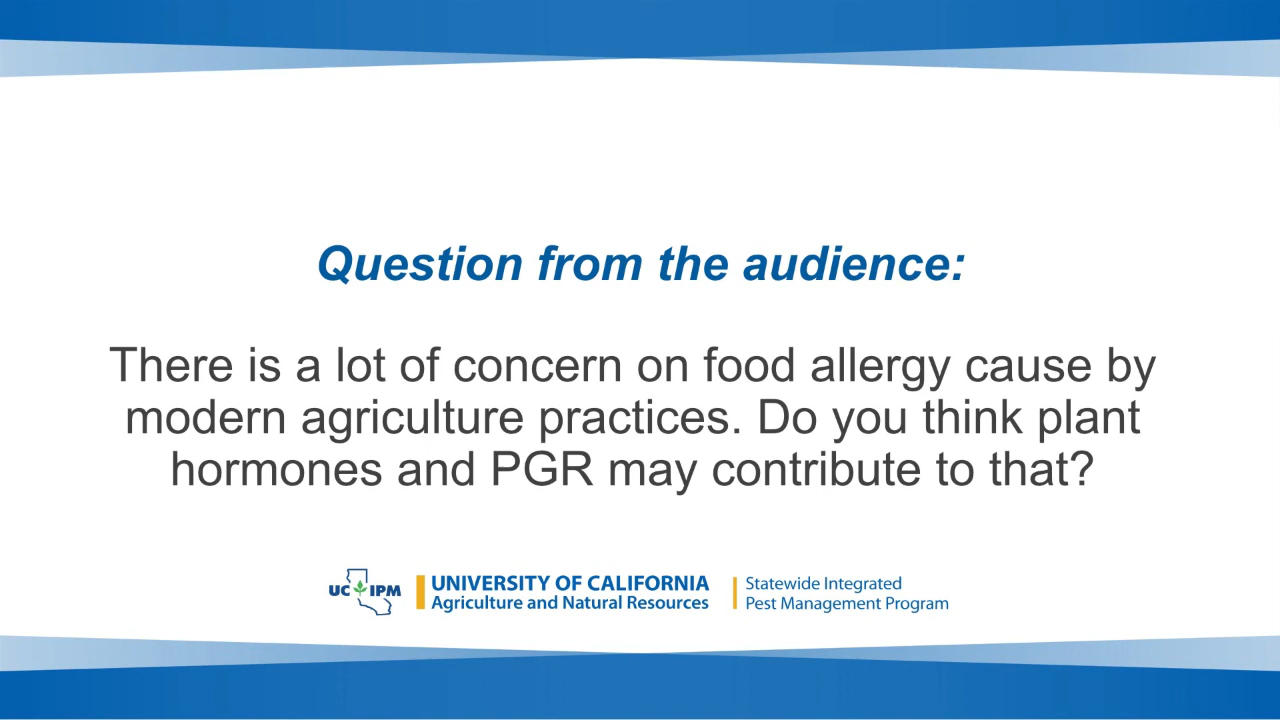 Question from the audience:
There is a lot of concern on food allergy cause by
modern agriculture practices. Do you think plant
hormones and PGR may contribute to that?
UC IPM
UNIVERSITY OF CALIFORNIA
Agriculture and Natural Resources
Statewide Integrated
Pest Management Program